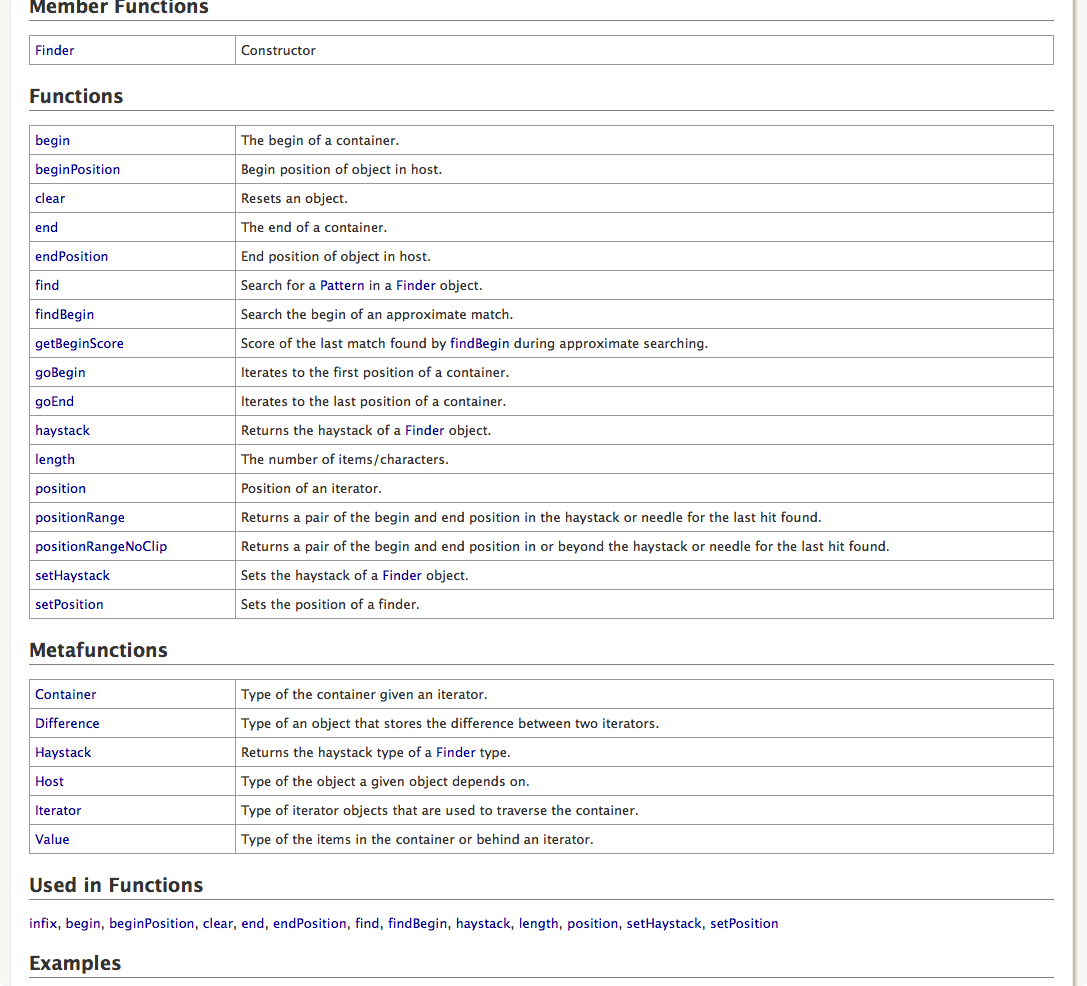 Member Functions
Finder Constructor
Functions
begin The begin of a container.
beginPosition Begin position of object in host.
clear Resets an object.
end The end of a container.
endPosition End position of object in host.
find Search for a Pattern in a Finder object.
findBegin Search the begin of an approximate match.
getBeginScore Score of the last match found by findBegin during approximate searching.
goBegin Iterates to the first position of a container.
goEnd Iterates to the last position of a container.
haystack Returns the haystack of a Finder object.
length The number of items/characters.
position Position of an iterator.
positionRange Returns a pair of the begin and end position in the haystack or needle for the last hit found.
positionRangeNoClip Returns a pair of the begin and end position in or beyond the haystack or needle for the last hit found.
setHaystack Sets the haystack of a Finder object.
setPosition Sets the position of a finder.
Metafunctions
Container Type of the container given an iterator.
Difference Type of an object that stores the difference between two iterators.
Haystack Returns the haystack type of a Finder type.
Host Type of the object a given object depends on.
Iterator Type of iterator objects that are used to traverse the container.
Value Type of the items in the container or behind an iterator.
Used in Functions
infix, begin, beginPosition, clear, end, endPosition, find, findBegin, haystack, length, position, setHaystack, setPosition
Examples